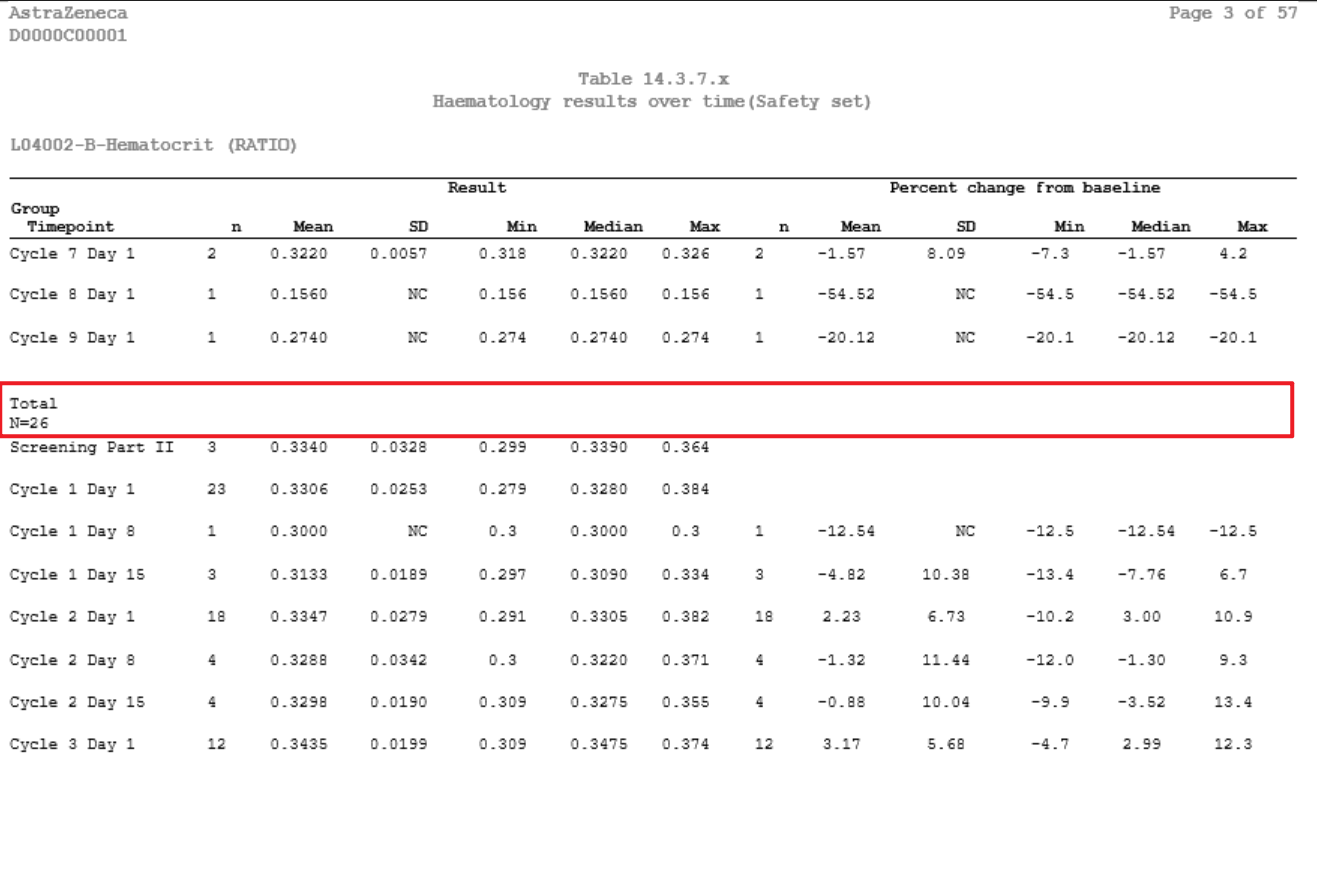 AstraZeneca Page 3 of 57
D0000C00001
Table 14.3.7.x
Haematology results over time(Safety set)
L04002-B-Hematocrit (RATIO)
Result Percent change from baseline
Group
Timepoint n Mean SD Min Median Max n Mean SD Min Median Max
Cycle 7 Day 1 2 0.3220 0.0057 0.318 0.3220 0.326 2 -1.57 8.09 -7.3 -1.57 4.2
Cycle 8 Day 1 1 0.1560 NC 0.156 0.1560 0.156 1 -54.52 NC -54.5 -54.52 -54.5
Cycle 9 Day 1 1 0.2740 NC 0.274 0.2740 0.274 1 -20.12 NC -20.1 -20.12 -20.1
Total
N=26
Screening Part II 3 0.3340 0.0328 0.299 0.3390 0.364
Cycle 1 Day 1 23 0.3306 0.0253 0.279 0.3280 0.384
Cycle 1 Day 8 1 0.3000 NC 0.3 0.3000 0.3 1 -12.54 NC -12.5 -12.54 -12.5
Cycle 1 Day 15 3 0.3133 0.0189 0.297 0.3090 0.334 3 -4.82 10.38 -13.4 -7.76 6.7
Cycle 2 Day 1 18 0.3347 0.0279 0.291 0.3305 0.382 18 2.23 6.73 -10.2 3.00 10.9
Cycle 2 Day 8 4 0.3288 0.0342 0.3 0.3220 0.371 4 -1.32 11.44 -12.0 -1.30 9.3
Cycle 2 Day 15 4 0.3298 0.0190 0.309 0.3275 0.355 4 -0.88 10.04 -9.9 -3.52 13.4
Cycle 3 Day 1 12 0.3435 0.0199 0.309 0.3475 0.374 12 3.17 5.68 -4.7 2.99 12.3